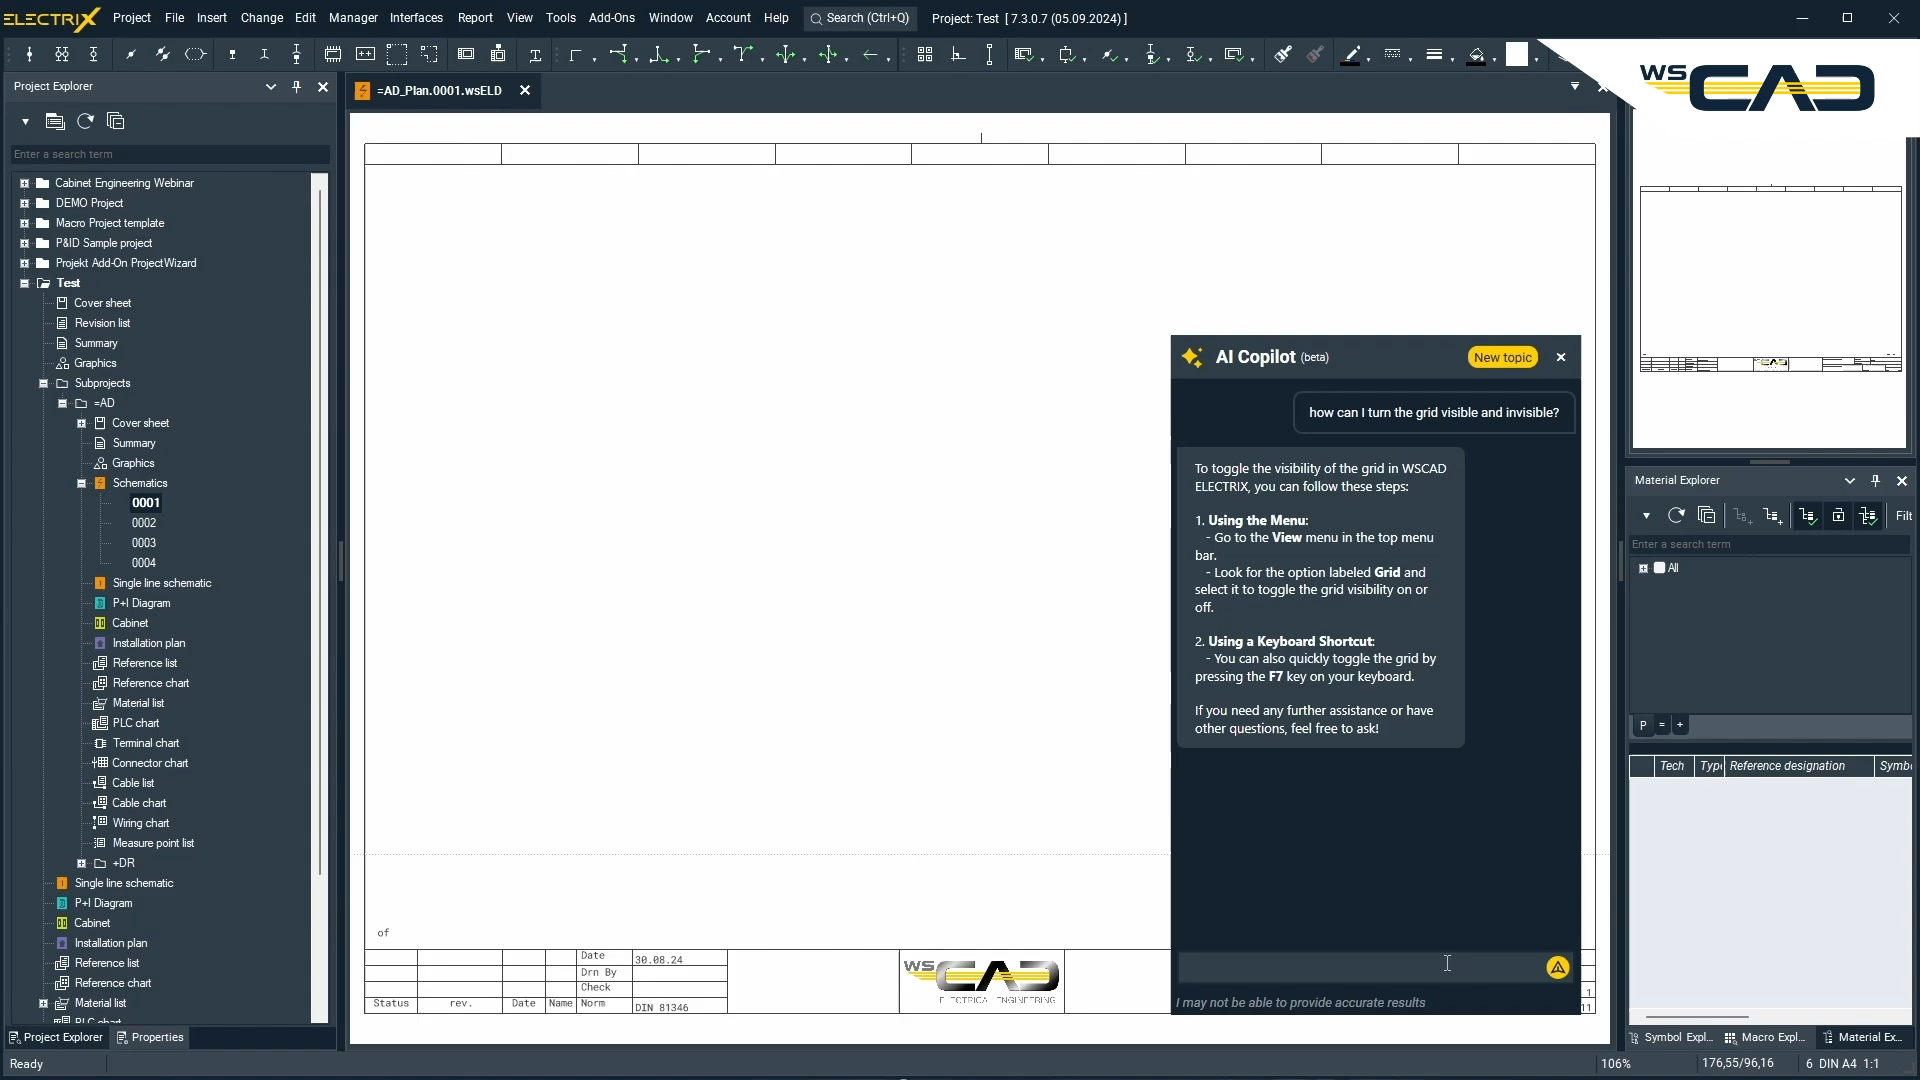 ELECTRIX Project File Insert Change Edit Manager Interfaces Report View Tools Add-Ons Window Account Help Search (Ctrl+Q) Project: Test [ 7.3.0.7 (05.09.2024) ]
WS CAD
Project Explorer
=AD_Plan.0001.wsELD
Enter a search term
Cabinet Engineering Webinar
DEMO Project
Macro Project template
P&ID Sample project
Projekt Add-On ProjectWizard
Test
Cover sheet
Revision list
Summary
Graphics
Subprojects
=AD
Cover sheet
Summary
Graphics
Schematics
0001
0002
0003
0004
Single line schematic
P+I Diagram
Cabinet
Installation plan
Reference list
Reference chart
Material list
PLC chart
Terminal chart
Connector chart
Cable list
Cable chart
Wiring chart
Measure point list
+DR
Single line schematic
P+I Diagram
Cabinet
Installation plan
Reference list
Reference chart
Material list
PLC chart
Project Explorer Properties
Ready
AI Copilot (beta) New topic
how can I turn the grid visible and invisible?
To toggle the visibility of the grid in WSCAD
ELECTRIX, you can follow these steps:
1. Using the Menu:
- Go to the View menu in the top menu
bar.
- Look for the option labeled Grid and
select it to toggle the grid visibility on or
off.
2. Using a Keyboard Shortcut:
- You can also quickly toggle the grid by
pressing the F7 key on your keyboard.
If you need any further assistance or have
other questions, feel free to ask!
I may not be able to provide accurate results
of
Date 30.08.24
Drn By
Check
Status rev. Date Name Norm DIN 81346
WS CAD
ELECTRICAL ENGINEERING
1
11
Material Explorer
Filt
Enter a search term
All
P = +
Tech Typ Reference designation Symb
Symbol Expl... Macro Expl... Material Ex...
106% 176,55/96,16 6 DIN A4 1:1